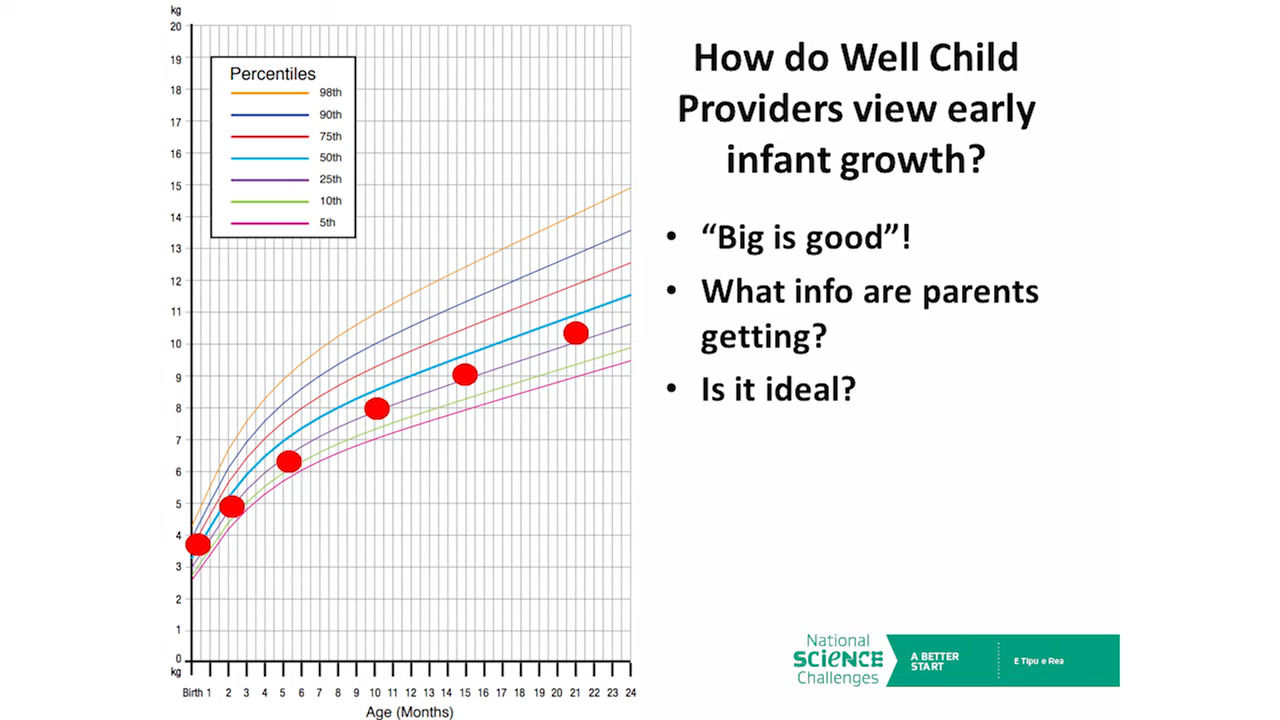 kg
20
19
18
17
16
15
14
13
12
11
10
9
8
7
6
5
4
3
2
1
0
kg
Percentiles
98th
90th
75th
50th
25th
10th
5th
Birth 1 2 3 4 5 6 7 8 9 10 11 12 13 14 15 16 17 18 19 20 21 22 23 24
Age (Months)
How do Well Child
Providers view early
infant growth?
• “Big is good”!
• What info are parents
getting?
• Is it ideal?
National
SCIENCE
Challenges
A BETTER
START
E Tipu e Rea